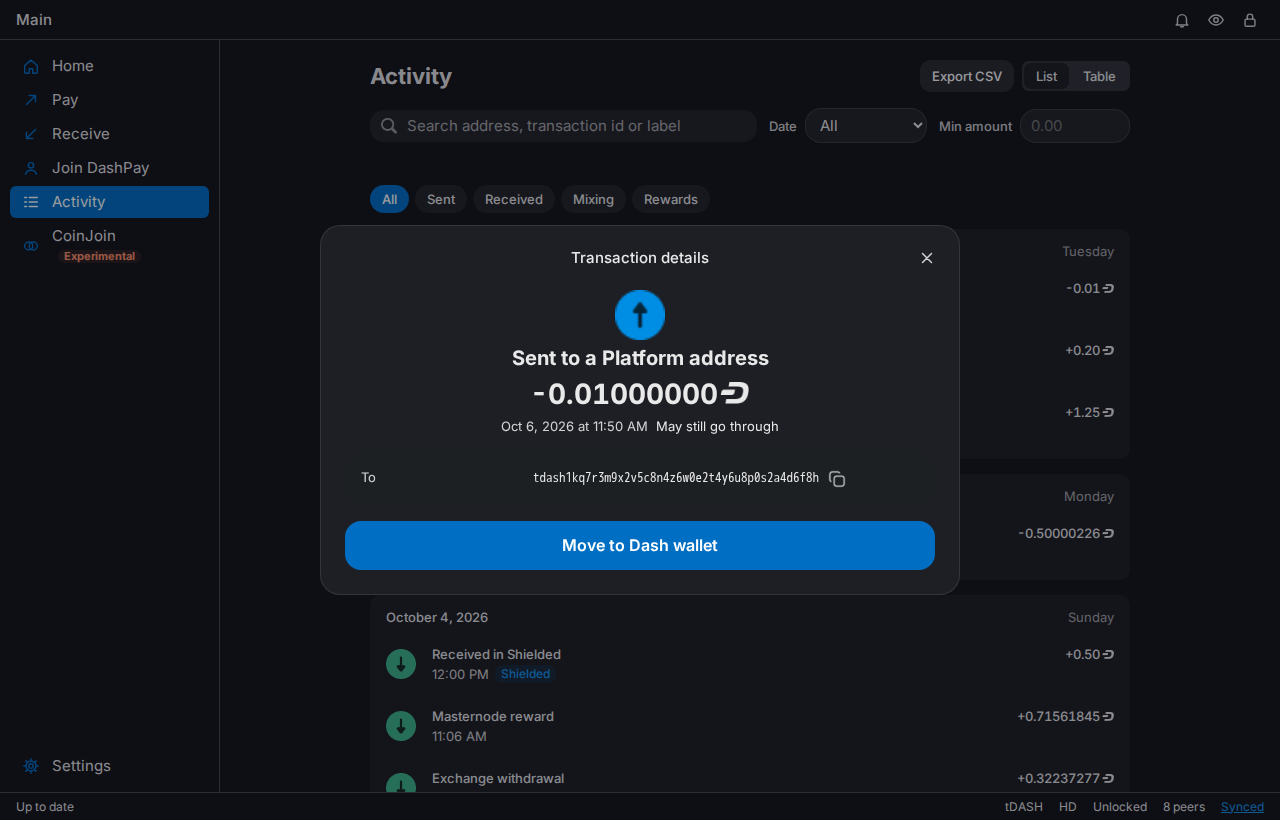 Main
Home
Pay
Receive
Join DashPay
Activity
CoinJoin
Experimental
Settings
Activity
Export CSV
List
Table
Search address, transaction id or label
Date
All
Min amount
0.00
All
Sent
Received
Mixing
Rewards
Tuesday
-0.01
+0.20
+1.25
Monday
-0.50000226
Transaction details
Sent to a Platform address
-0.01000000
Oct 6, 2026 at 11:50 AM May still go through
To
tdash1kq7r3m9x2v5c8n4z6w0e2t4y6u8p0s2a4d6f8h
Move to Dash wallet
October 4, 2026
Sunday
Received in Shielded
+0.50
12:00 PM Shielded
Masternode reward
+0.71561845
11:06 AM
Exchange withdrawal
+0.32237277
Up to date
tDASH
HD
Unlocked
8 peers
Synced